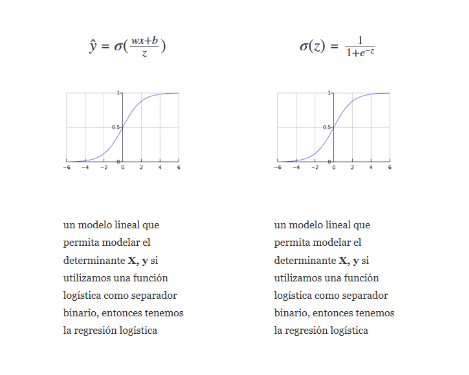 ŷ = σ(\frac{wx+b}{z})
σ(z) = \frac{1}{1+e^{-z}}
1
0.5
0
−6 −4 −2 0 2 4 6
1
0.5
0
−6 −4 −2 0 2 4 6
un modelo lineal que
permita modelar el
determinante X, y si
utilizamos una función
logística como separador
binario, entonces tenemos
la regresión logística
un modelo lineal que
permita modelar el
determinante X, y si
utilizamos una función
logística como separador
binario, entonces tenemos
la regresión logística